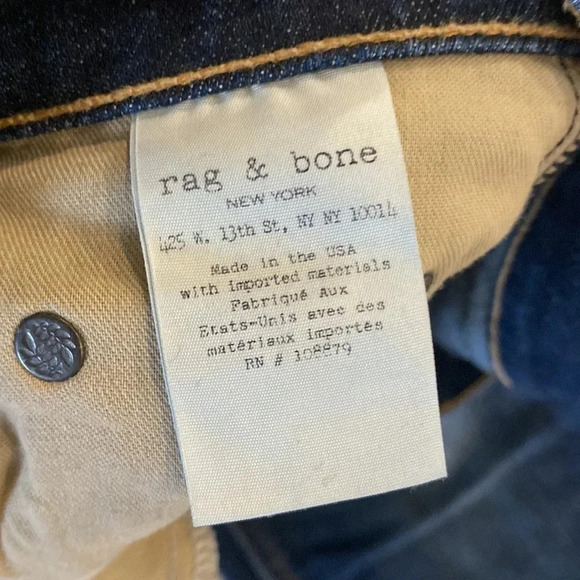 rag & bone
NEW YORK
425 W. 13th St, NY NY 10014
Made in the USA
with imported materials
Fabriqué Aux
Etats-Unis avec des
matériaux importés
RN # 108879